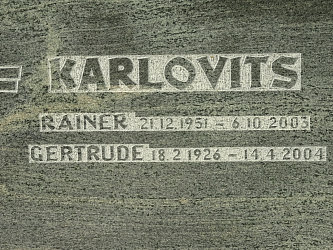 KARLOVITS
RAINER 21.12.1951 – 6.10.2003
GERTRUDE 18.2.1926 – 14.4.2004